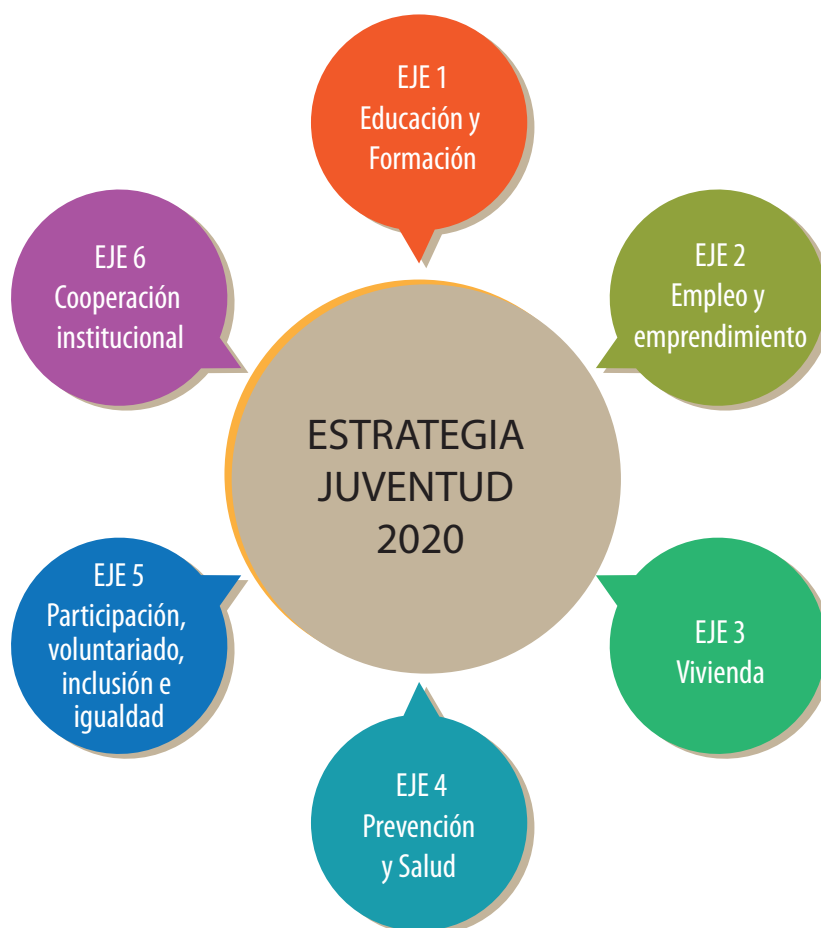 EJE 1
Educación y
Formación
EJE 2
Empleo y
emprendimiento
EJE 3
Vivienda
EJE 4
Prevención
y Salud
EJE 5
Participación,
voluntariado,
inclusión e
igualdad
EJE 6
Cooperación
institucional
ESTRATEGIA
JUVENTUD
2020